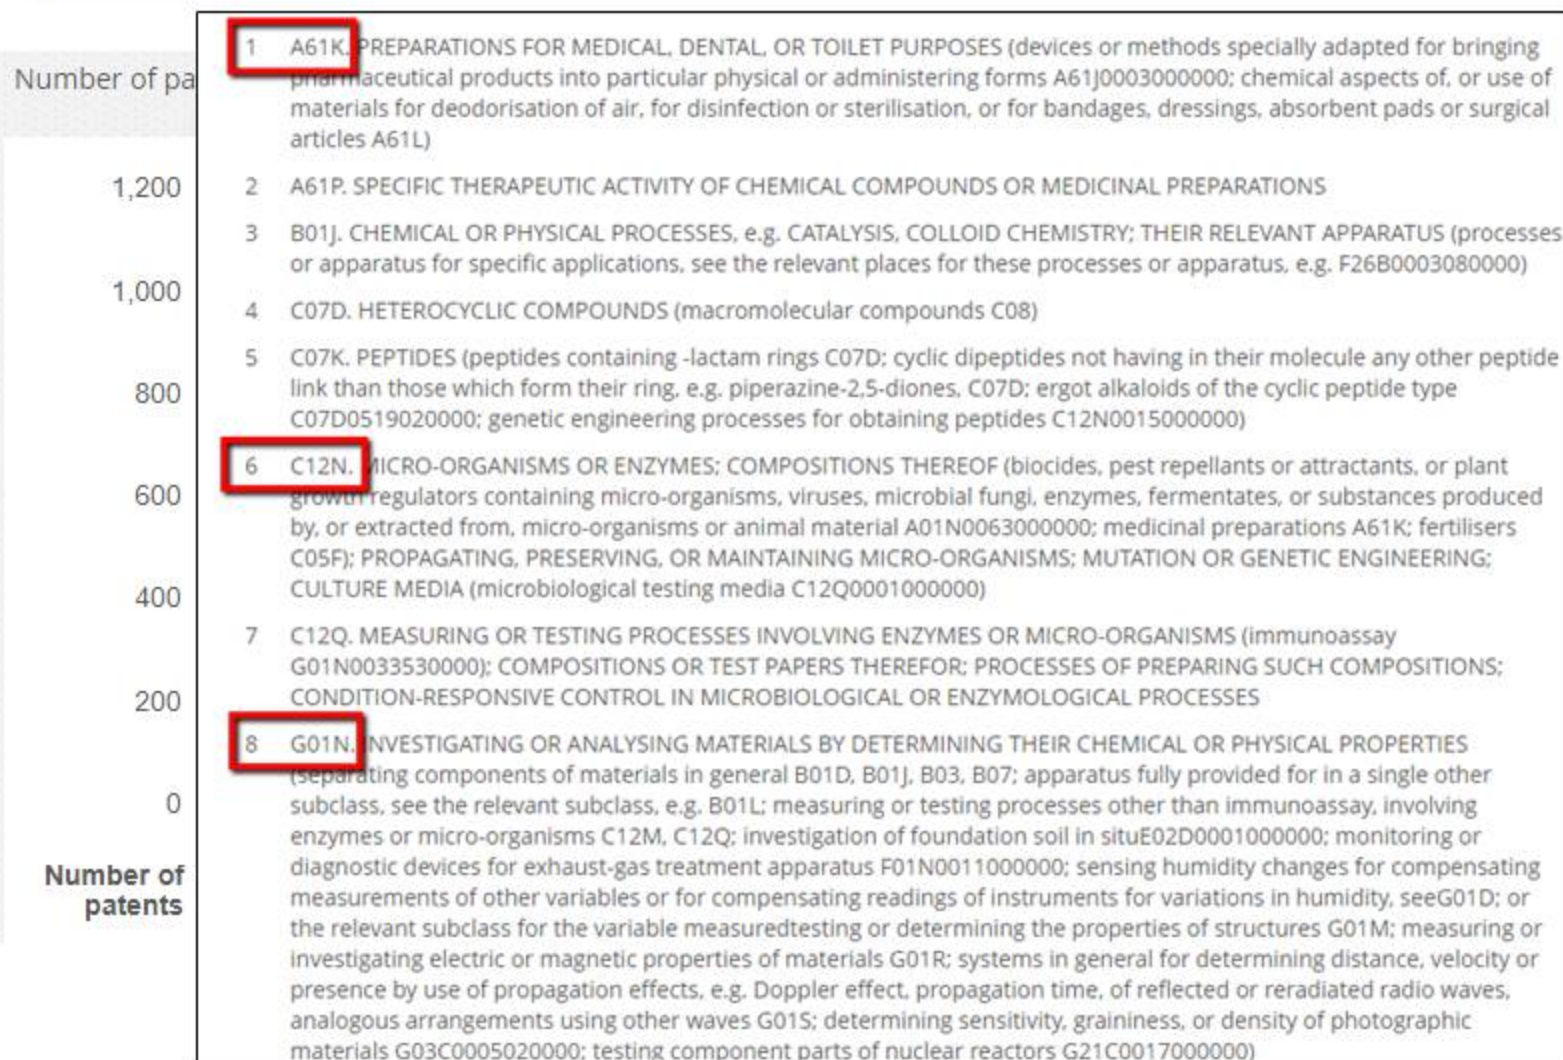 Number of pa
1,200
1,000
800
600
400
200
0
Number of
patents
1 A61K. PREPARATIONS FOR MEDICAL, DENTAL, OR TOILET PURPOSES (devices or methods specially adapted for bringing
pharmaceutical products into particular physical or administering forms A61J0003000000; chemical aspects of, or use of
materials for deodorisation of air, for disinfection or sterilisation, or for bandages, dressings, absorbent pads or surgical
articles A61L)
2 A61P. SPECIFIC THERAPEUTIC ACTIVITY OF CHEMICAL COMPOUNDS OR MEDICINAL PREPARATIONS
3 B01J. CHEMICAL OR PHYSICAL PROCESSES, e.g. CATALYSIS, COLLOID CHEMISTRY; THEIR RELEVANT APPARATUS (processes
or apparatus for specific applications, see the relevant places for these processes or apparatus, e.g. F26B0003080000)
4 C07D. HETEROCYCLIC COMPOUNDS (macromolecular compounds C08)
5 C07K. PEPTIDES (peptides containing -lactam rings C07D; cyclic dipeptides not having in their molecule any other peptide
link than those which form their ring, e.g. piperazine-2,5-diones, C07D; ergot alkaloids of the cyclic peptide type
C07D0519020000; genetic engineering processes for obtaining peptides C12N0015000000)
6 C12N. MICRO-ORGANISMS OR ENZYMES; COMPOSITIONS THEREOF (biocides, pest repellants or attractants, or plant
growth regulators containing micro-organisms, viruses, microbial fungi, enzymes, fermentates, or substances produced
by, or extracted from, micro-organisms or animal material A01N0063000000; medicinal preparations A61K; fertilisers
C05F); PROPAGATING, PRESERVING, OR MAINTAINING MICRO-ORGANISMS; MUTATION OR GENETIC ENGINEERING;
CULTURE MEDIA (microbiological testing media C12Q0001000000)
7 C12Q. MEASURING OR TESTING PROCESSES INVOLVING ENZYMES OR MICRO-ORGANISMS (immunoassay
G01N0033530000); COMPOSITIONS OR TEST PAPERS THEREFOR; PROCESSES OF PREPARING SUCH COMPOSITIONS;
CONDITION-RESPONSIVE CONTROL IN MICROBIOLOGICAL OR ENZYMOLOGICAL PROCESSES
8 G01N. INVESTIGATING OR ANALYSING MATERIALS BY DETERMINING THEIR CHEMICAL OR PHYSICAL PROPERTIES
(separating components of materials in general B01D, B01J, B03, B07; apparatus fully provided for in a single other
subclass, see the relevant subclass, e.g. B01L; measuring or testing processes other than immunoassay, involving
enzymes or micro-organisms C12M, C12Q; investigation of foundation soil in situE02D0001000000; monitoring or
diagnostic devices for exhaust-gas treatment apparatus F01N0011000000; sensing humidity changes for compensating
measurements of other variables or for compensating readings of instruments for variations in humidity, seeG01D; or
the relevant subclass for the variable measuredtesting or determining the properties of structures G01M; measuring or
investigating electric or magnetic properties of materials G01R; systems in general for determining distance, velocity or
presence by use of propagation effects, e.g. Doppler effect, propagation time, of reflected or reradiated radio waves,
analogous arrangements using other waves G01S; determining sensitivity, graininess, or density of photographic
materials G03C0005020000; testing component parts of nuclear reactors G21C0017000000)